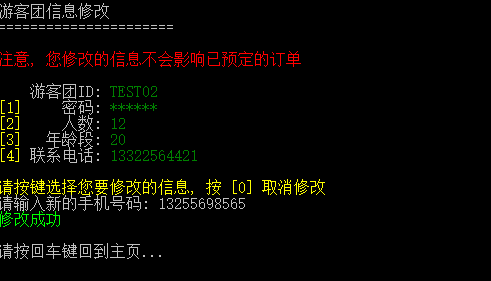 游客团信息修改
======================
注意, 您修改的信息不会影响已预定的订单
游客团ID: TEST02
[1] 密码: ******
[2] 人数: 12
[3] 年龄段: 20
[4] 联系电话: 13322564421
请按键选择您要修改的信息, 按 [0] 取消修改
请输入新的手机号码: 13255698565
修改成功
请按回车键回到主页...